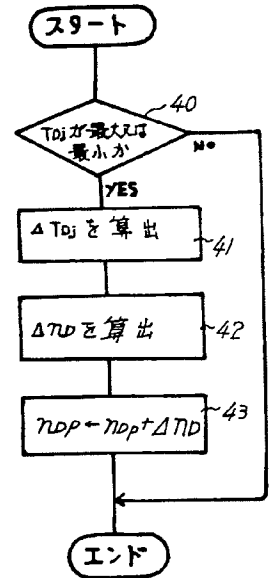 スタート
40
TDjが最大又は
最小か
NO
YES
ΔTDjを算出
41
ΔnDを算出
42
nDP←nDP+ΔnD
43
エンド